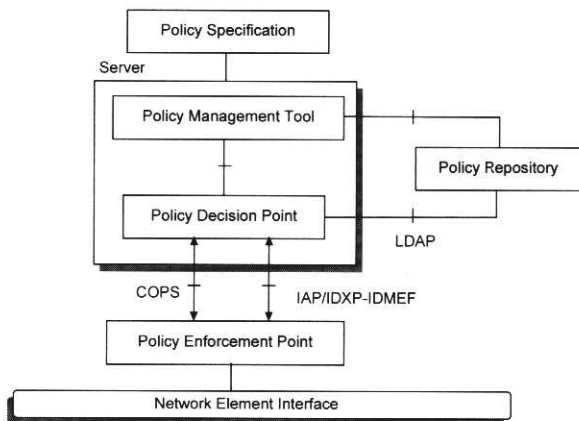 Policy Specification
Server
Policy Management Tool
Policy Repository
Policy Decision Point
LDAP
COPS
IAP/IDXP-IDMEF
Policy Enforcement Point
Network Element Interface